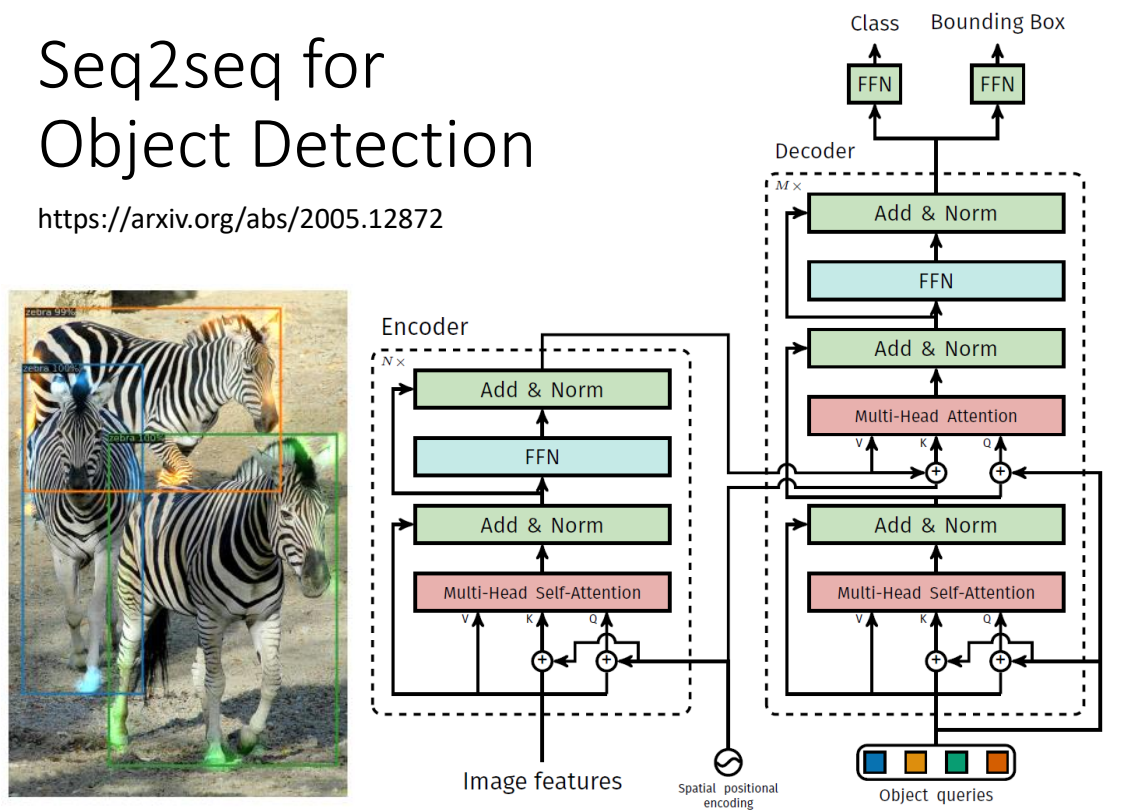 Seq2seq for
Object Detection
https://arxiv.org/abs/2005.12872
zebra 99%
zebra 100%
zebra 100%
Encoder
N×
Add & Norm
FFN
Add & Norm
Multi-Head Self-Attention
V K Q
Image features
Spatial positional
encoding
Class Bounding Box
FFN FFN
Decoder
M×
Add & Norm
FFN
Add & Norm
Multi-Head Attention
V K Q
Add & Norm
Multi-Head Self-Attention
V K Q
Object queries